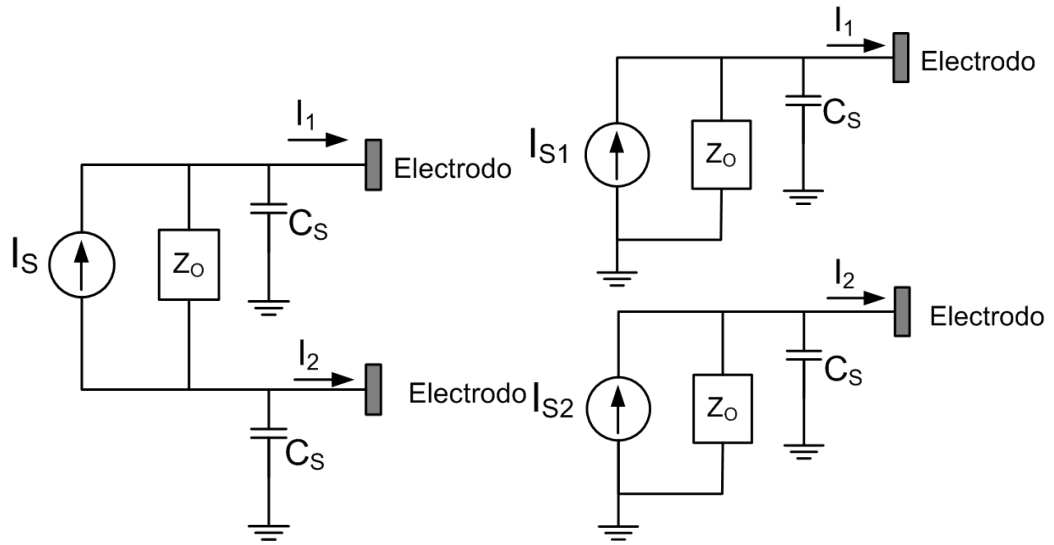 I1
Electrodo
IS
ZO
CS
I2
Electrodo
CS
I1
Electrodo
IS1
ZO
CS
I2
Electrodo
IS2
ZO
CS